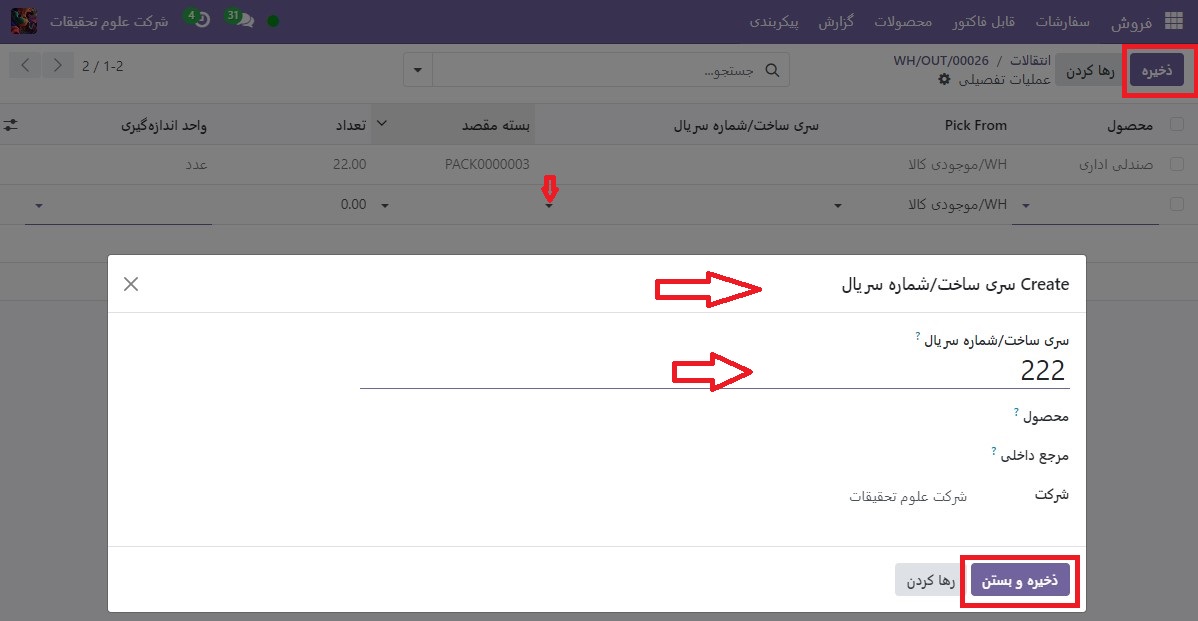 فروش سفارشات قابل فاکتور محصولات گزارش پیکربندی 31 4 شرکت علوم تحقیقات
ذخیره رها کردن انتقالات / WH/OUT/00026
عملیات تفصیلی
جستجو...
1-2 / 2
محصول Pick From سری ساخت/شماره سریال بسته مقصد تعداد واحد اندازه‌گیری
صندلی اداری WH/موجودی کالا PACK0000003 22.00 عدد
WH/موجودی کالا 0.00
Create سری ساخت/شماره سریال
سری ساخت/شماره سریال ?
222
محصول ?
مرجع داخلی ?
شرکت شرکت علوم تحقیقات
ذخیره و بستن رها کردن